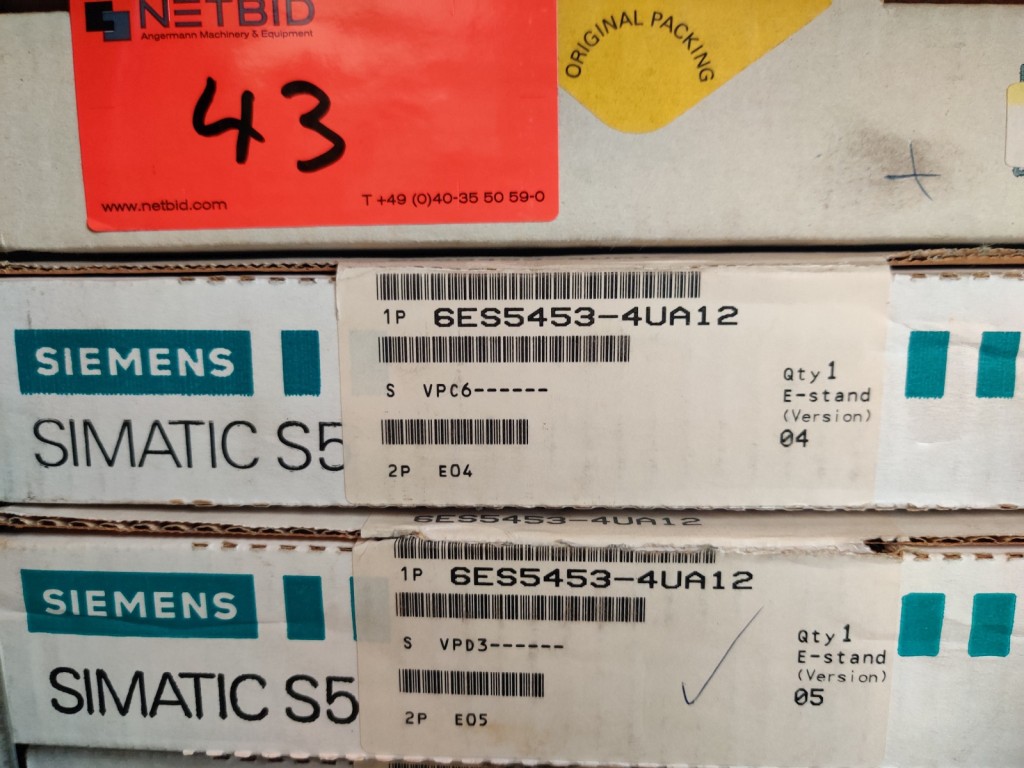 NETBID
Angermann Machinery & Equipment
43
www.netbid.com
T +49 (0)40-35 50 59-0
ORIGINAL PACKING
+
SIEMENS
SIMATIC S5
1P 6ES5453-4UA12
S VPC6------
2P E04
Qty 1
E-stand
(Version)
04
6ES5453-4UA12
SIEMENS
SIMATIC S5
1P 6ES5453-4UA12
S VPD3------
2P E05
Qty 1
E-stand
(Version)
05